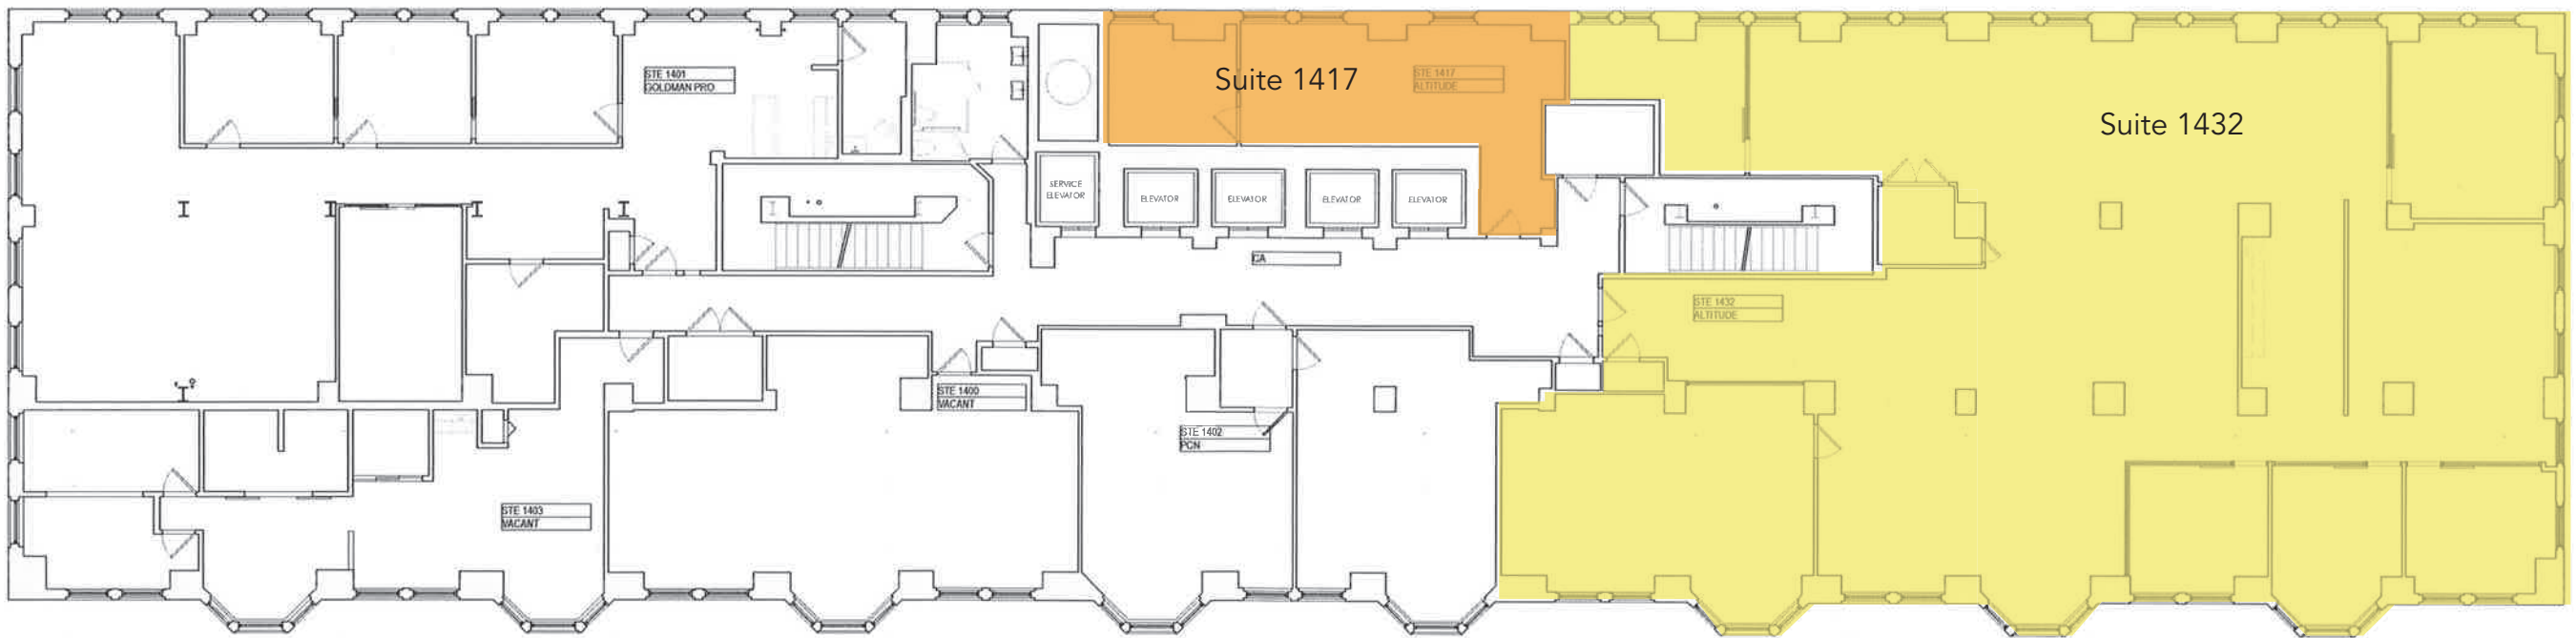 STE 1401
GOLDMAN PRO
Suite 1417
STE 1417
ALTITUDE
Suite 1432
SERVICE
ELEVATOR
ELEVATOR
ELEVATOR
ELEVATOR
ELEVATOR
CA
STE 1432
ALTITUDE
STE 1400
VACANT
STE 1402
PCN
STE 1403
VACANT